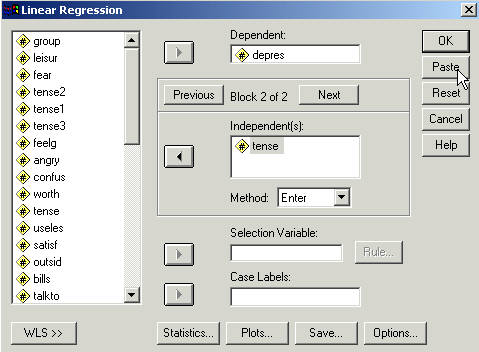 Linear Regression
group
leisur
fear
tense2
tense1
tense3
feelg
angry
confus
worth
tense
useles
satisf
outsid
bills
talkto
WLS >>
Dependent:
depres
Previous Block 2 of 2 Next
Independent(s):
tense
Method: Enter
Selection Variable:
Rule...
Case Labels:
Statistics... Plots... Save... Options...
OK
Paste
Reset
Cancel
Help